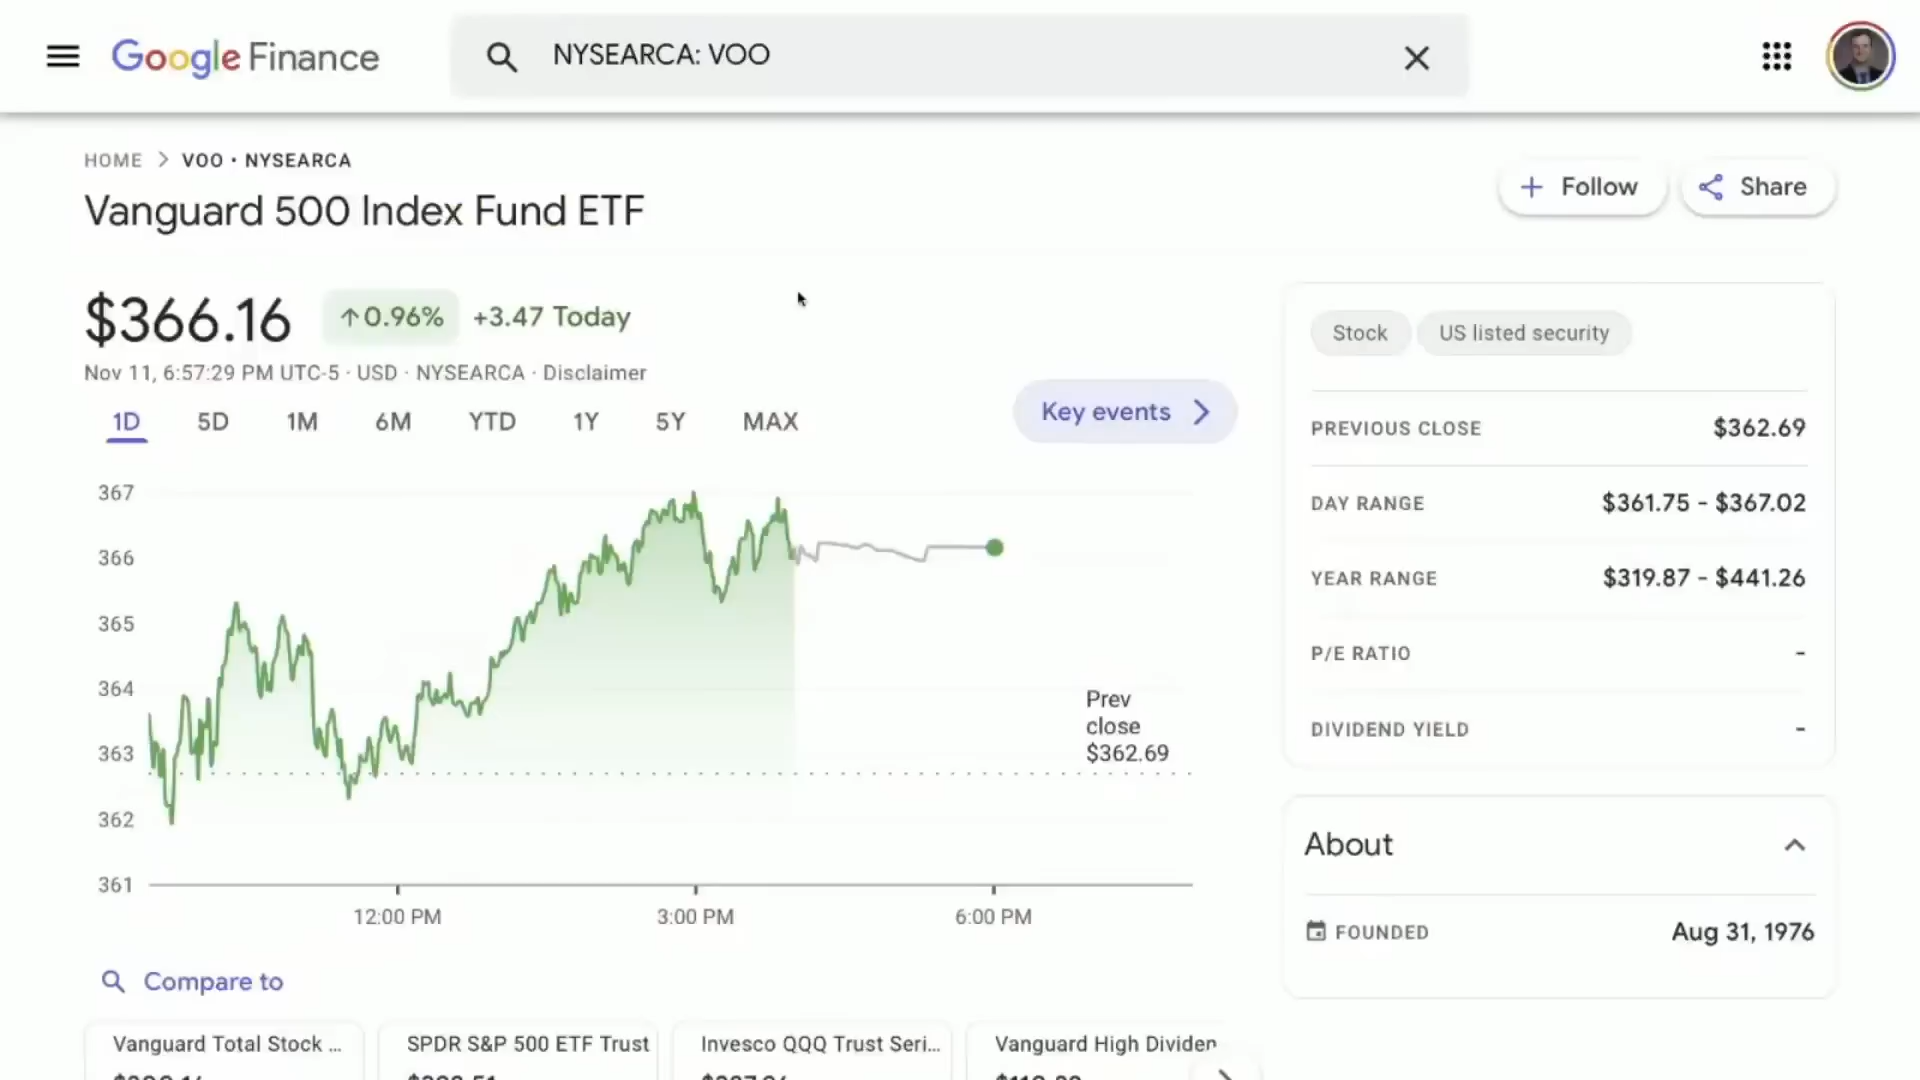 Google Finance
NYSEARCA: VOO
HOME > VOO • NYSEARCA
Vanguard 500 Index Fund ETF
+ Follow
Share
$366.16 ↑0.96% +3.47 Today
Nov 11, 6:57:29 PM UTC-5 · USD · NYSEARCA · Disclaimer
1D 5D 1M 6M YTD 1Y 5Y MAX
Key events
367
366
365
364
363
362
361
Prev
close
$362.69
12:00 PM 3:00 PM 6:00 PM
Compare to
Vanguard Total Stock ...
SPDR S&P 500 ETF Trust
Invesco QQQ Trust Seri...
Vanguard High Dividen
Stock
US listed security
PREVIOUS CLOSE $362.69
DAY RANGE $361.75 - $367.02
YEAR RANGE $319.87 - $441.26
P/E RATIO -
DIVIDEND YIELD -
About
FOUNDED Aug 31, 1976